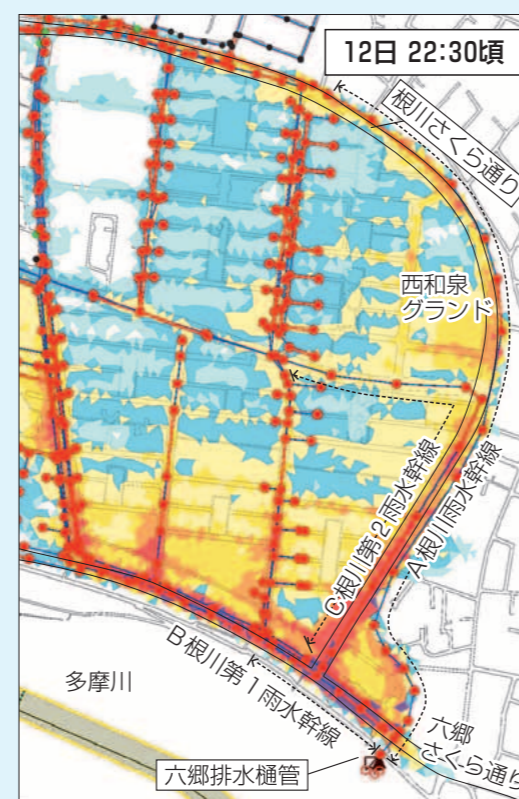 12日 22:30頃
根川さくら通り
西和泉
グランド
C根川第2雨水幹線
A根川雨水幹線
B根川第1雨水幹線
多摩川
六郷
さくら通り
六郷排水樋管